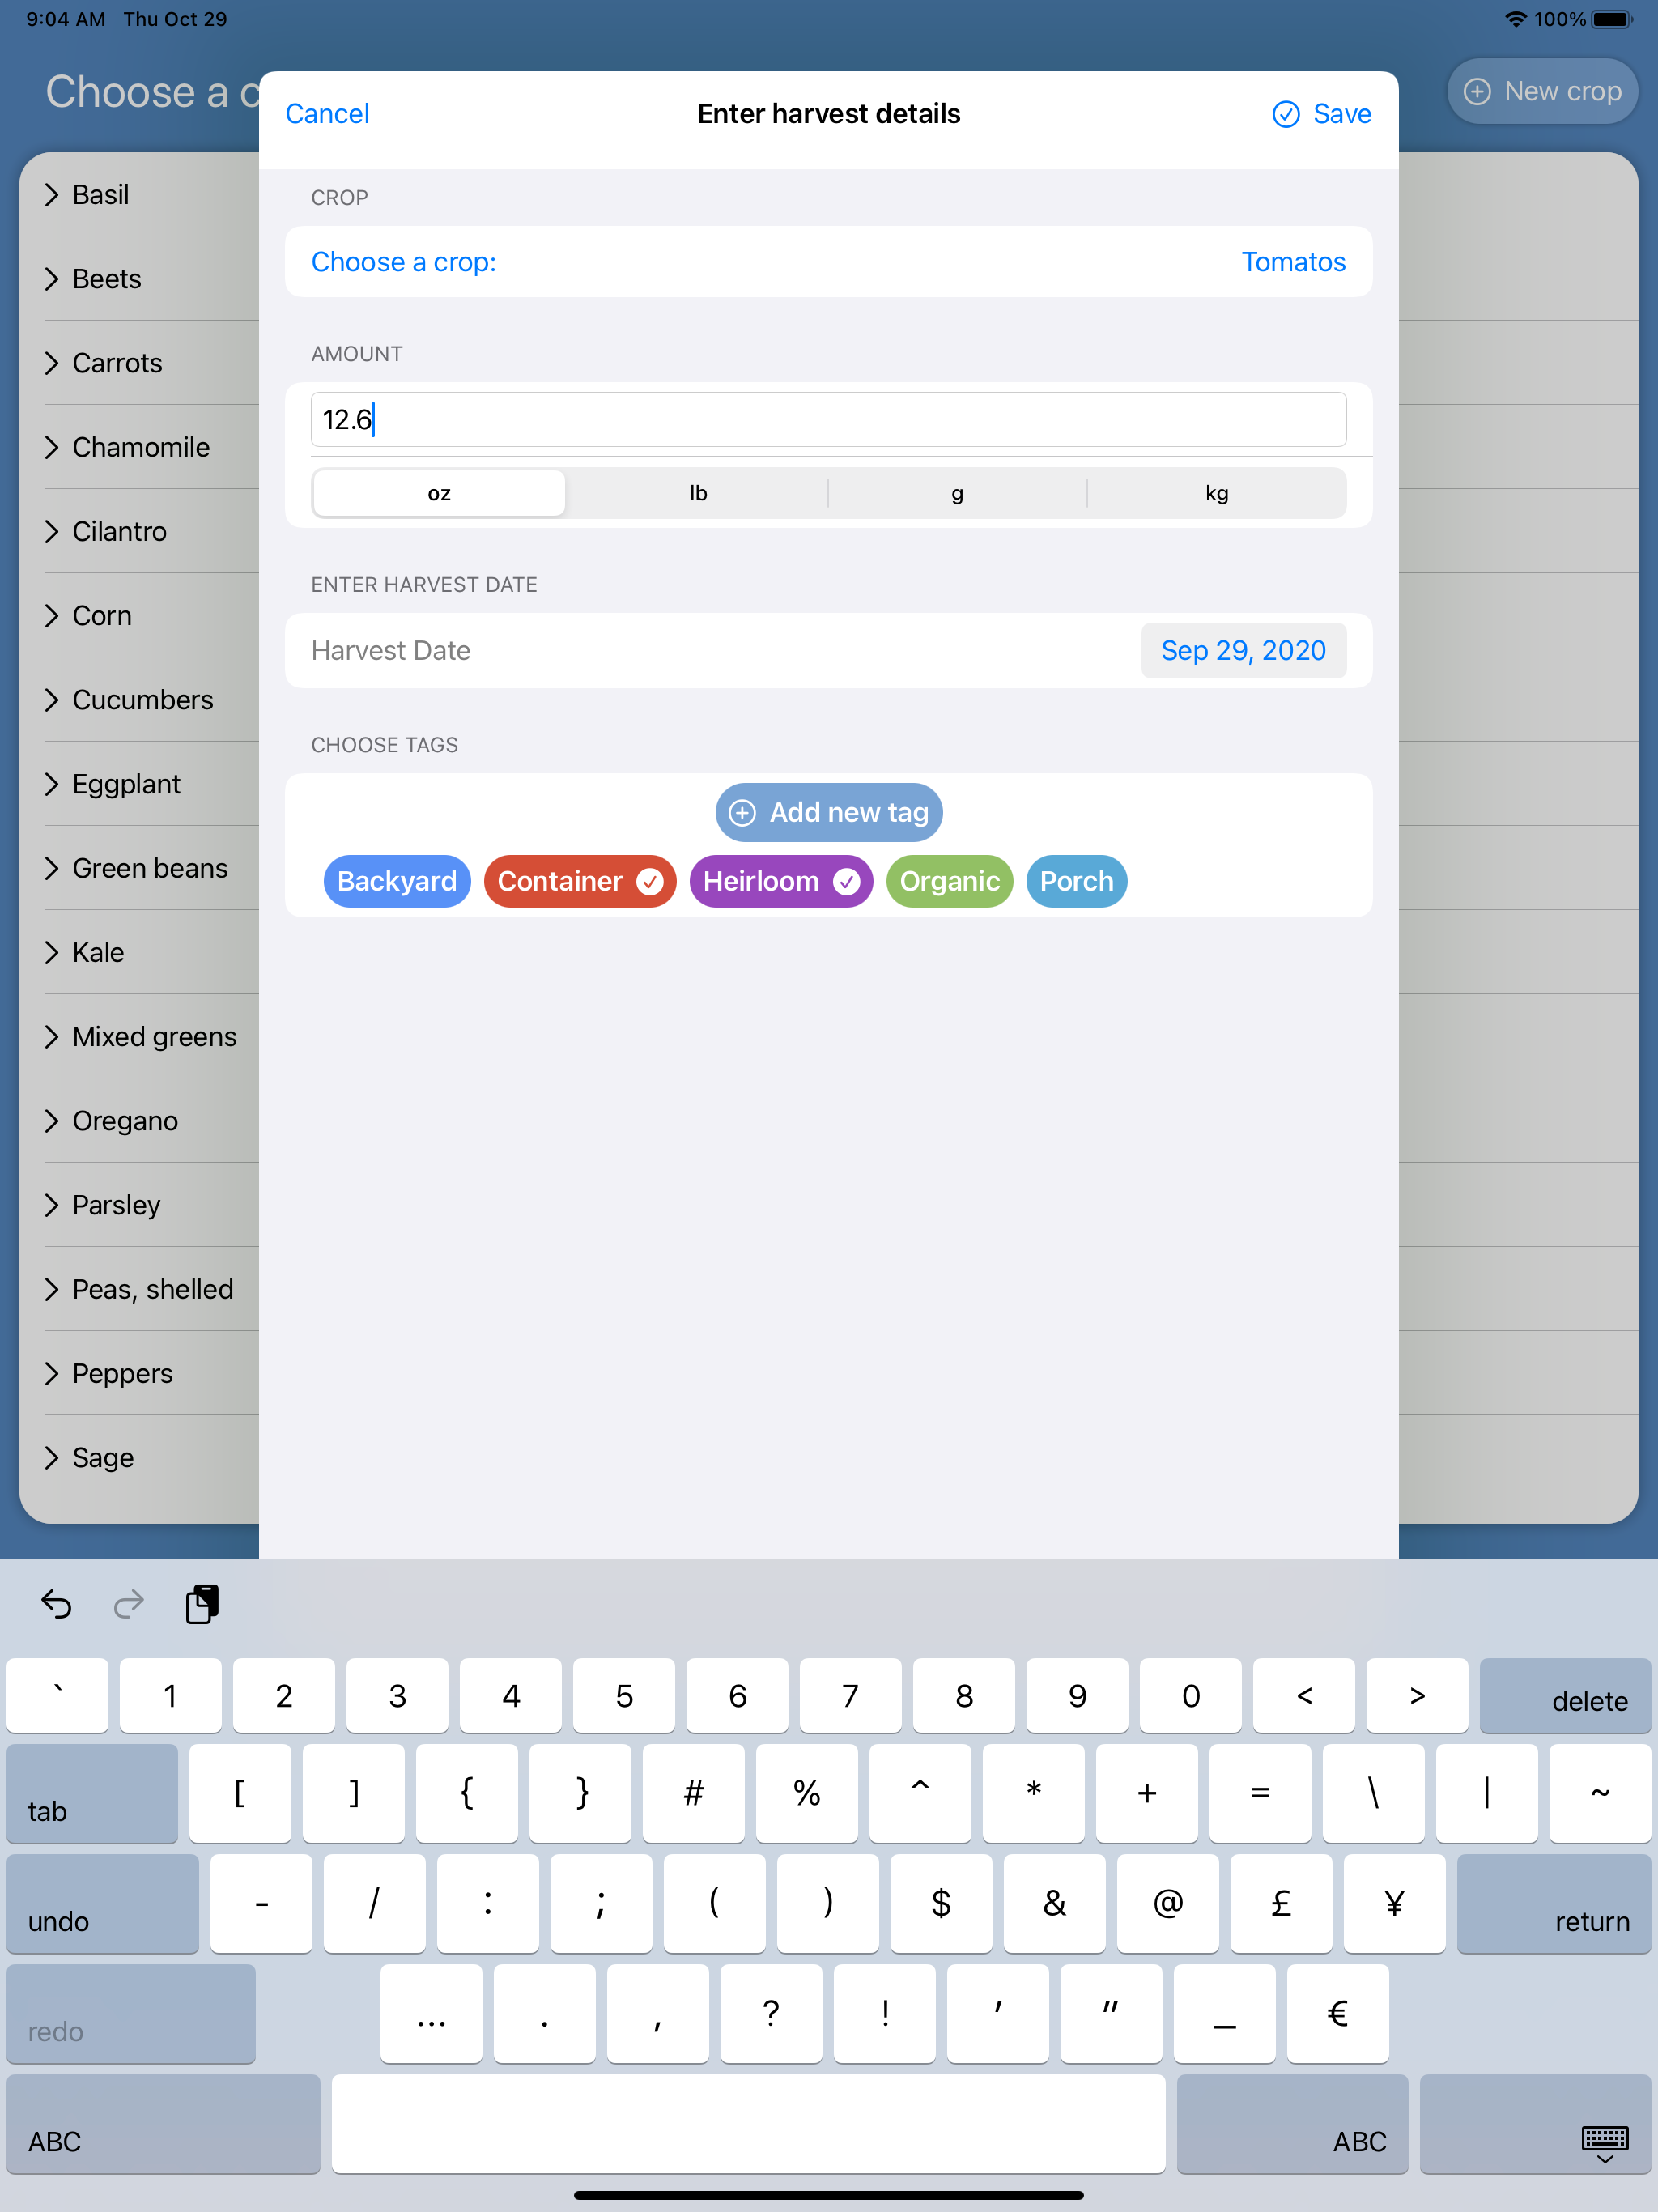 9:04 AM Thu Oct 29
100%
Choose a c
New crop
Cancel
Enter harvest details
Save
Basil
Beets
Carrots
Chamomile
Cilantro
Corn
Cucumbers
Eggplant
Green beans
Kale
Mixed greens
Oregano
Parsley
Peas, shelled
Peppers
Sage
CROP
Choose a crop: Tomatos
AMOUNT
12.6
oz lb g kg
ENTER HARVEST DATE
Harvest Date Sep 29, 2020
CHOOSE TAGS
Add new tag
Backyard Container Heirloom Organic Porch
` 1 2 3 4 5 6 7 8 9 0 < > delete
tab [ ] { } # % ^ * + = \ | ~
undo - / : ; ( ) $ & @ £ ¥ return
redo ... . , ? ! ' " _ €
ABC ABC